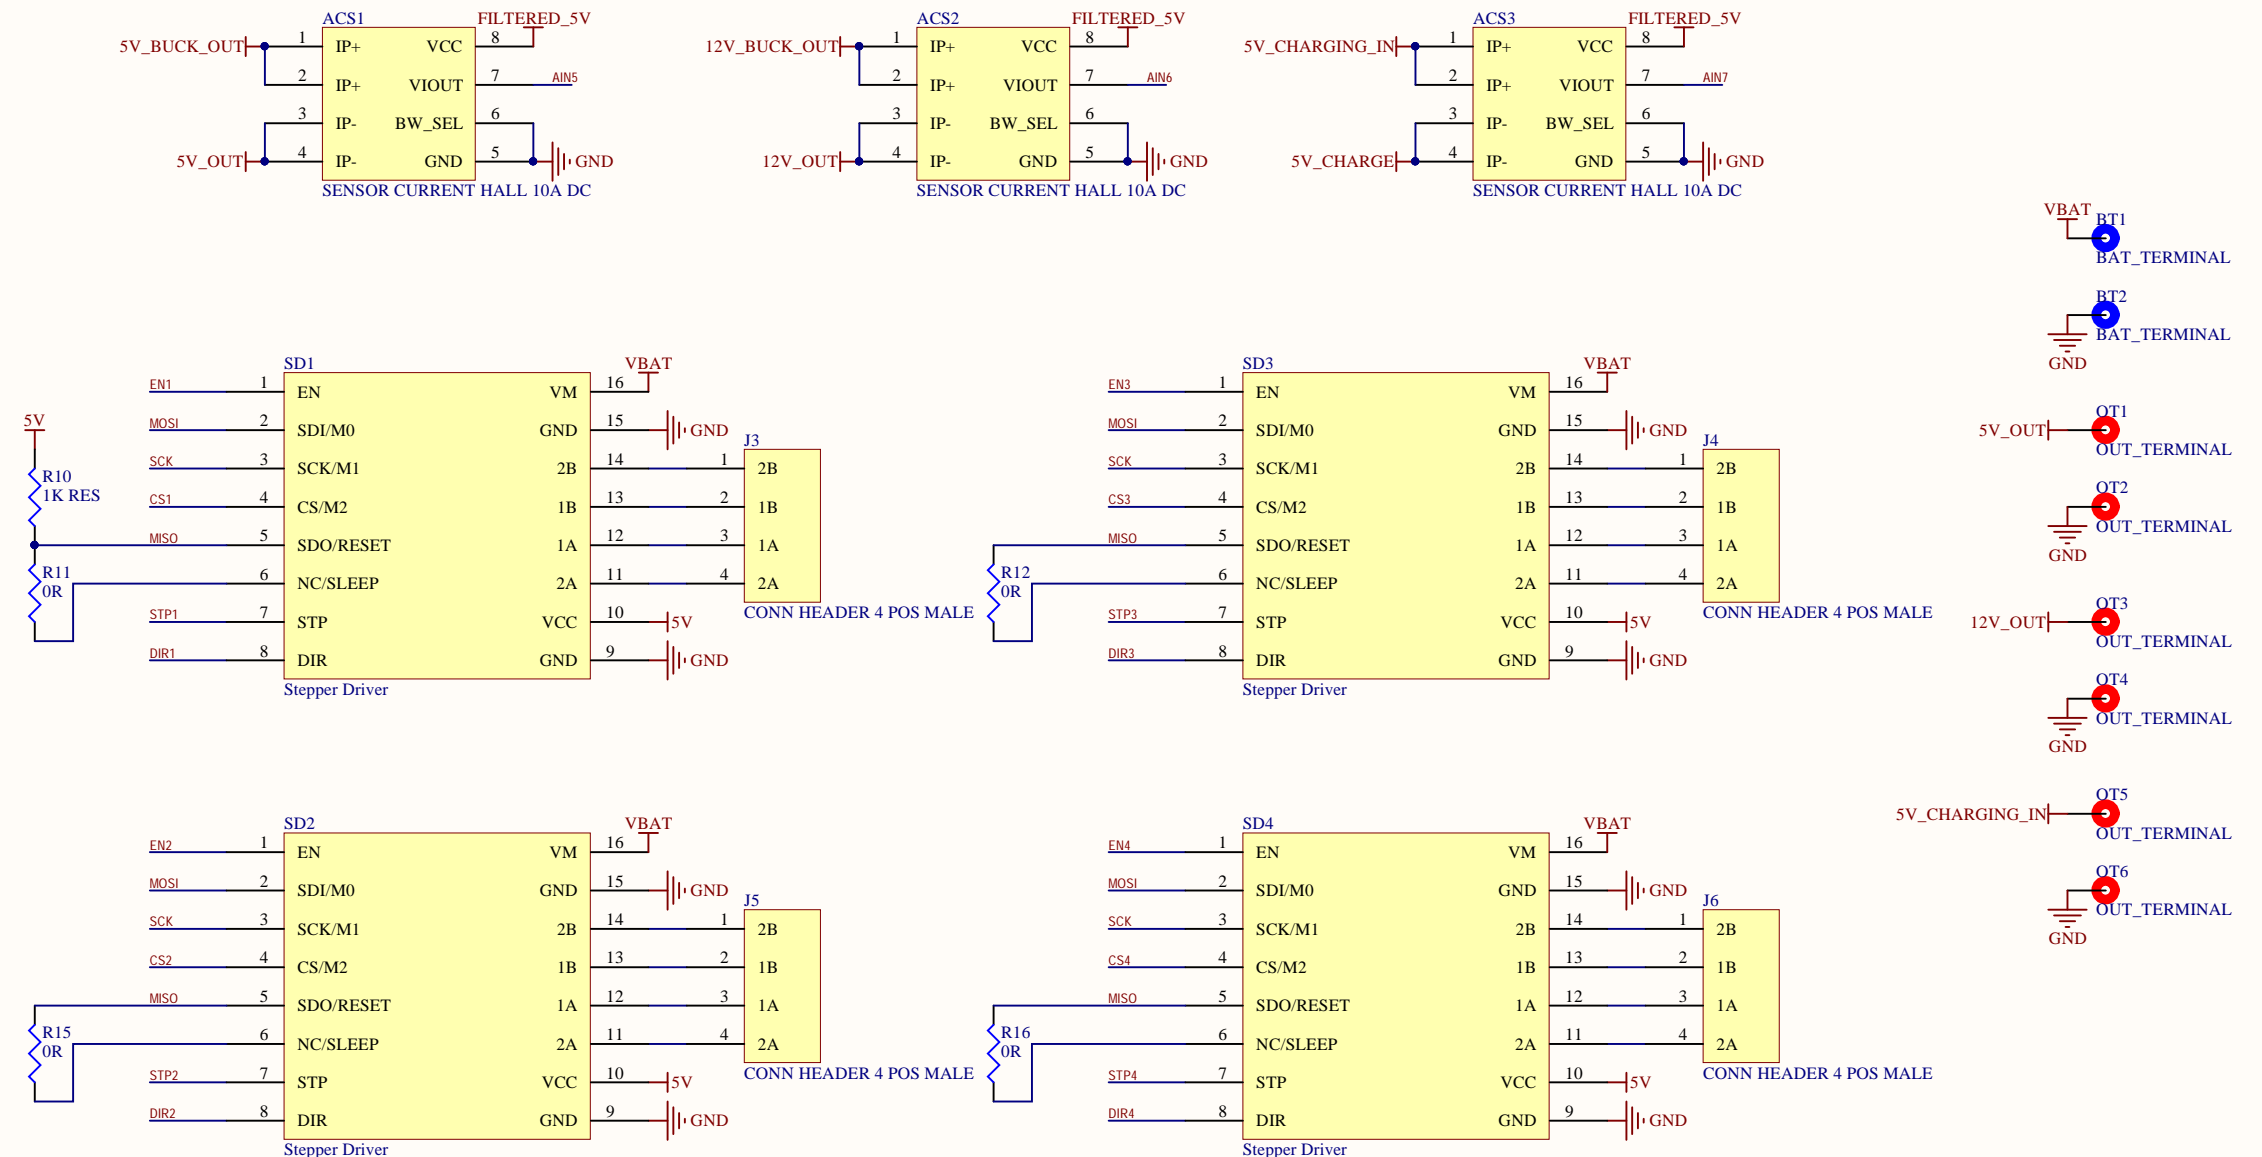 ACS1
FILTERED_5V
5V_BUCK_OUT
1 IP+ VCC 8
2 IP+ VIOUT 7 AIN5
3 IP- BW_SEL 6
5V_OUT 4 IP- GND 5 GND
SENSOR CURRENT HALL 10A DC
ACS2
FILTERED_5V
12V_BUCK_OUT
1 IP+ VCC 8
2 IP+ VIOUT 7 AIN6
3 IP- BW_SEL 6
12V_OUT 4 IP- GND 5 GND
SENSOR CURRENT HALL 10A DC
ACS3
FILTERED_5V
5V_CHARGING_IN
1 IP+ VCC 8
2 IP+ VIOUT 7 AIN7
3 IP- BW_SEL 6
5V_CHARGE 4 IP- GND 5 GND
SENSOR CURRENT HALL 10A DC
VBAT
BT1
BAT_TERMINAL
BT2
BAT_TERMINAL
GND
SD1
VBAT
EN1 1 EN VM 16
MOSI 2 SDI/M0 GND 15 GND
SCK 3 SCK/M1 2B 14
CS1 4 CS/M2 1B 13
MISO 5 SDO/RESET 1A 12
6 NC/SLEEP 2A 11
STP1 7 STP VCC 10 5V
DIR1 8 DIR GND 9 GND
Stepper Driver
5V
R10
1K RES
R11
0R
J3
1 2B
2 1B
3 1A
4 2A
CONN HEADER 4 POS MALE
SD3
VBAT
EN3 1 EN VM 16
MOSI 2 SDI/M0 GND 15 GND
SCK 3 SCK/M1 2B 14
CS3 4 CS/M2 1B 13
MISO 5 SDO/RESET 1A 12
6 NC/SLEEP 2A 11
STP3 7 STP VCC 10 5V
DIR3 8 DIR GND 9 GND
Stepper Driver
R12
0R
J4
1 2B
2 1B
3 1A
4 2A
CONN HEADER 4 POS MALE
OT1
5V_OUT
OUT_TERMINAL
OT2
OUT_TERMINAL
GND
OT3
12V_OUT
OUT_TERMINAL
OT4
OUT_TERMINAL
GND
OT5
5V_CHARGING_IN
OUT_TERMINAL
OT6
OUT_TERMINAL
GND
SD2
VBAT
EN2 1 EN VM 16
MOSI 2 SDI/M0 GND 15 GND
SCK 3 SCK/M1 2B 14
CS2 4 CS/M2 1B 13
MISO 5 SDO/RESET 1A 12
6 NC/SLEEP 2A 11
STP2 7 STP VCC 10 5V
DIR2 8 DIR GND 9 GND
Stepper Driver
R15
0R
J5
1 2B
2 1B
3 1A
4 2A
CONN HEADER 4 POS MALE
SD4
VBAT
EN4 1 EN VM 16
MOSI 2 SDI/M0 GND 15 GND
SCK 3 SCK/M1 2B 14
CS4 4 CS/M2 1B 13
MISO 5 SDO/RESET 1A 12
6 NC/SLEEP 2A 11
STP4 7 STP VCC 10 5V
DIR4 8 DIR GND 9 GND
Stepper Driver
R16
0R
J6
1 2B
2 1B
3 1A
4 2A
CONN HEADER 4 POS MALE